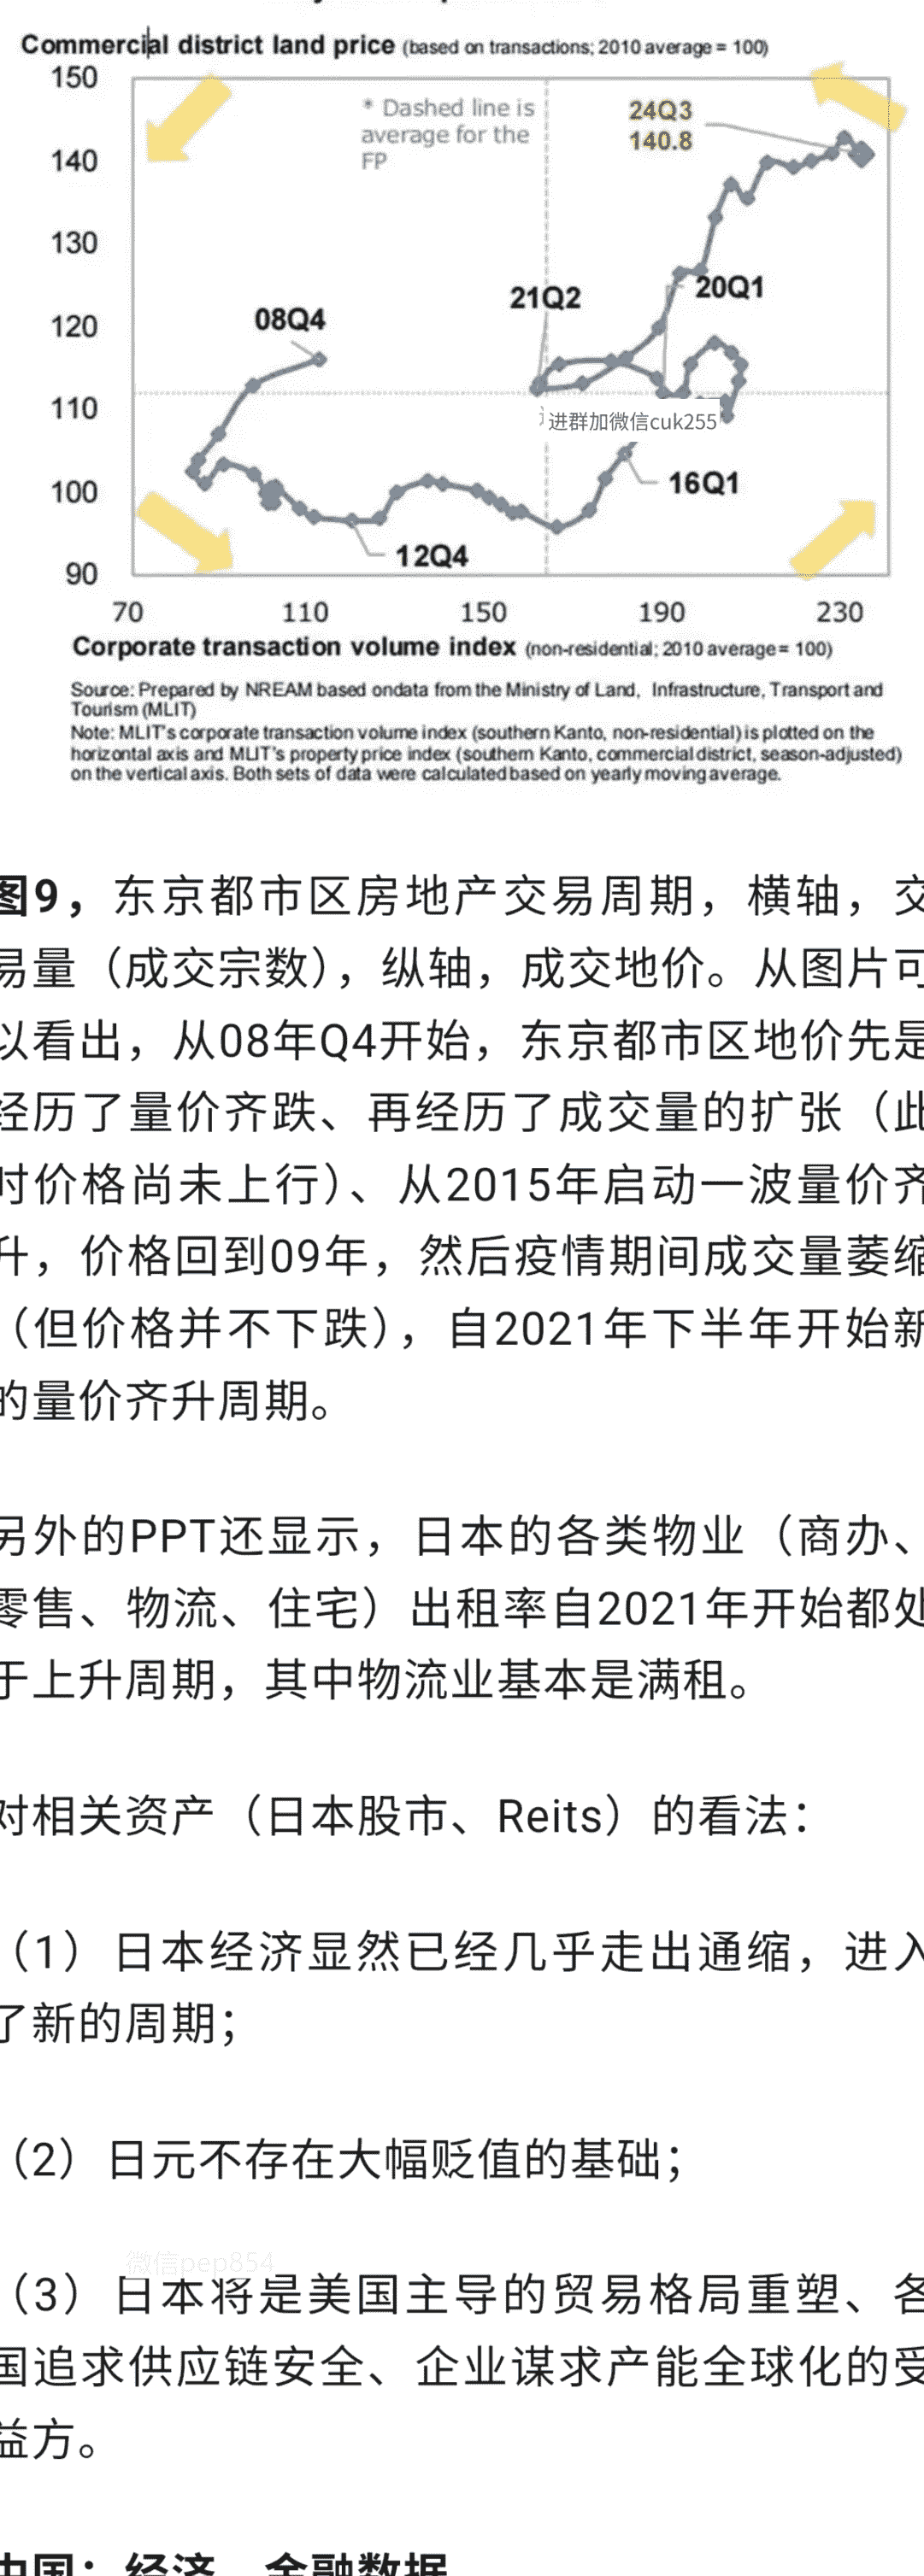 Commercial district land price (based on transactions; 2010 average = 100)
150
140
130
120
110
100
90
* Dashed line is
average for the
FP
24Q3
140.8
20Q1
21Q2
08Q4
进群加微信cuk255
16Q1
12Q4
70 110 150 190 230
Corporate transaction volume index (non-residential; 2010 average= 100)
Source: Prepared by NREAM based ondata from the Ministry of Land, Infrastructure, Transport and
Tourism (MLIT)
Note: MLIT's corporate transaction volume index (southern Kanto, non-residential) is plotted on the
horizontal axis and MLIT's property price index (southern Kanto, commercial district, season-adjusted)
on the vertical axis. Both sets of data were calculated based on yearly moving average.
图9，东京都市区房地产交易周期，横轴，交
易量（成交宗数），纵轴，成交地价。从图片可
以看出，从08年Q4开始，东京都市区地价先是
经历了量价齐跌、再经历了成交量的扩张（此
时价格尚未上行）、从2015年启动一波量价齐
升，价格回到09年，然后疫情期间成交量萎缩
（但价格并不下跌），自2021年下半年开始新
的量价齐升周期。
另外的PPT还显示，日本的各类物业（商办、
零售、物流、住宅）出租率自2021年开始都处
于上升周期，其中物流业基本是满租。
对相关资产（日本股市、Reits）的看法：
（1）日本经济显然已经几乎走出通缩，进入
了新的周期；
（2）日元不存在大幅贬值的基础；
微信pep854
（3）日本将是美国主导的贸易格局重塑、各
国追求供应链安全、企业谋求产能全球化的受
益方。
中国：经济、金融数据